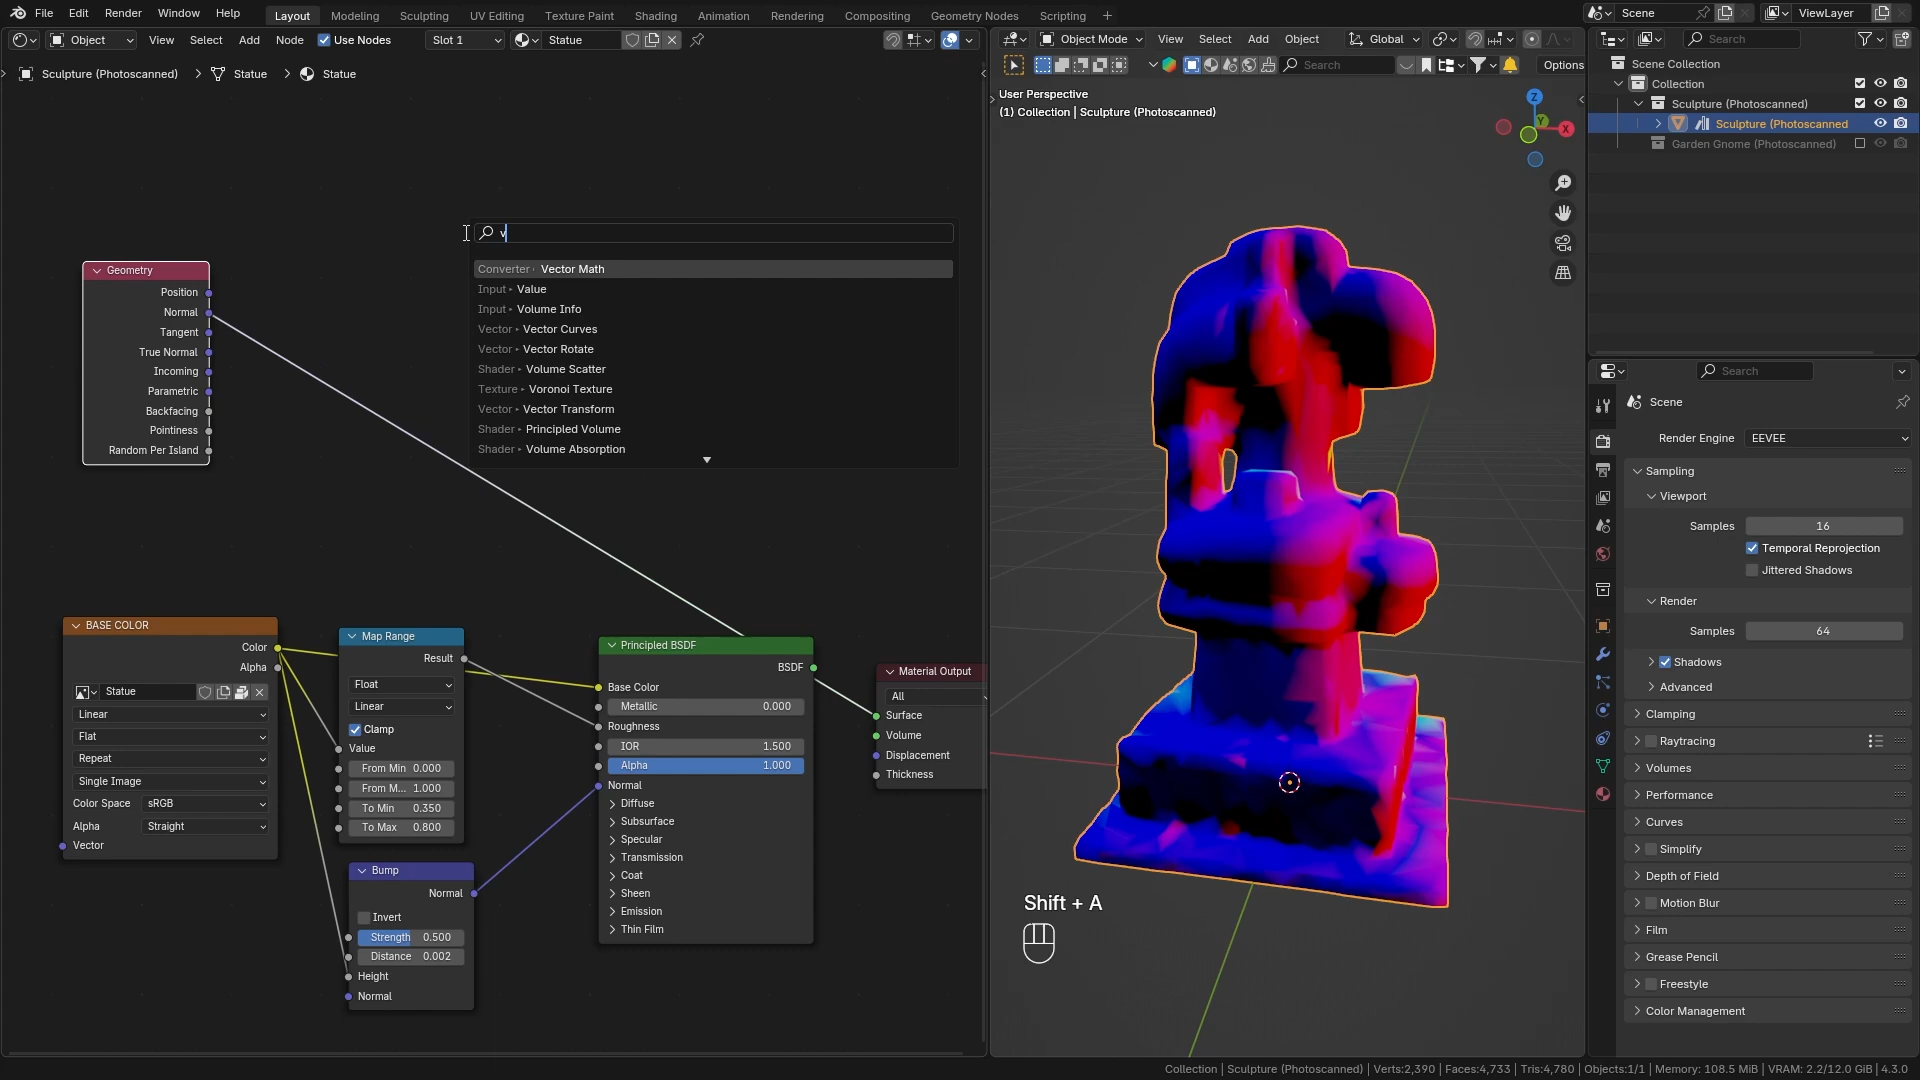 File Edit Render Window Help Layout Modeling Sculpting UV Editing Texture Paint Shading Animation Rendering Compositing Geometry Nodes Scripting + Scene ViewLayer
Object View Select Add Node Use Nodes Slot 1 Statue
Object Mode View Select Add Object Global
Search
Sculpture (Photoscanned) > Statue > Statue
Search Options
User Perspective
(1) Collection | Sculpture (Photoscanned)
Z
Y
X
Scene Collection
Collection
Sculpture (Photoscanned)
Sculpture (Photoscanned
Garden Gnome (Photoscanned)
v
Converter Vector Math
Input Value
Input Volume Info
Vector Vector Curves
Vector Vector Rotate
Shader Volume Scatter
Texture Voronoi Texture
Vector Vector Transform
Shader Principled Volume
Shader Volume Absorption
Geometry
Position
Normal
Tangent
True Normal
Incoming
Parametric
Backfacing
Pointiness
Random Per Island
BASE COLOR
Color
Alpha
Statue
Linear
Flat
Repeat
Single Image
Color Space sRGB
Alpha Straight
Vector
Map Range
Result
Float
Linear
Clamp
Value
From Min 0.000
From M... 1.000
To Min 0.350
To Max 0.800
Bump
Normal
Invert
Strength 0.500
Distance 0.002
Height
Normal
Principled BSDF
BSDF
Base Color
Metallic 0.000
Roughness
IOR 1.500
Alpha 1.000
Normal
Diffuse
Subsurface
Specular
Transmission
Coat
Sheen
Emission
Thin Film
Material Output
All
Surface
Volume
Displacement
Thickness
Shift + A
Search
Scene
Render Engine EEVEE
Sampling
Viewport
Samples 16
Temporal Reprojection
Jittered Shadows
Render
Samples 64
Shadows
Advanced
Clamping
Raytracing
Volumes
Performance
Curves
Simplify
Depth of Field
Motion Blur
Film
Grease Pencil
Freestyle
Color Management
Collection | Sculpture (Photoscanned) | Verts:2,390 | Faces:4,733 | Tris:4,780 | Objects:1/1 | Memory: 108.5 MiB | VRAM: 2.2/12.0 GiB | 4.3.0